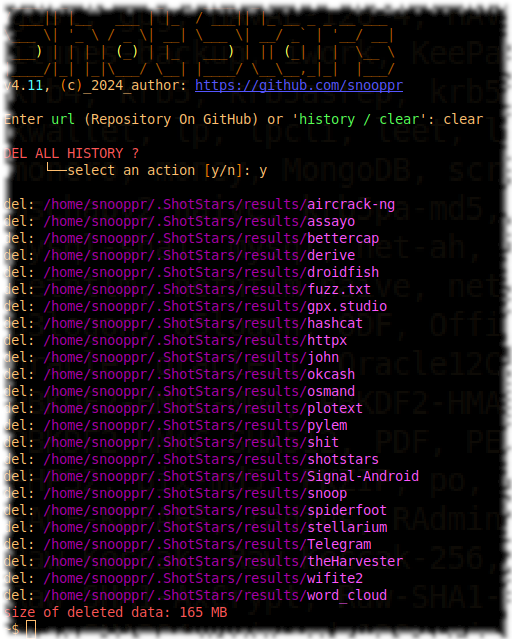 v4.11, (c)_2024_author: https://github.com/snooppr
Enter url (Repository On GitHub) or 'history / clear': clear
DEL ALL HISTORY ?
└──select an action [y/n]: y
del: /home/snooppr/.ShotStars/results/aircrack-ng
del: /home/snooppr/.ShotStars/results/assayo
del: /home/snooppr/.ShotStars/results/bettercap
del: /home/snooppr/.ShotStars/results/derive
del: /home/snooppr/.ShotStars/results/droidfish
del: /home/snooppr/.ShotStars/results/fuzz.txt
del: /home/snooppr/.ShotStars/results/gpx.studio
del: /home/snooppr/.ShotStars/results/hashcat
del: /home/snooppr/.ShotStars/results/httpx
del: /home/snooppr/.ShotStars/results/john
del: /home/snooppr/.ShotStars/results/okcash
del: /home/snooppr/.ShotStars/results/osmand
del: /home/snooppr/.ShotStars/results/plotext
del: /home/snooppr/.ShotStars/results/pylem
del: /home/snooppr/.ShotStars/results/shit
del: /home/snooppr/.ShotStars/results/shotstars
del: /home/snooppr/.ShotStars/results/Signal-Android
del: /home/snooppr/.ShotStars/results/snoop
del: /home/snooppr/.ShotStars/results/spiderfoot
del: /home/snooppr/.ShotStars/results/stellarium
del: /home/snooppr/.ShotStars/results/Telegram
del: /home/snooppr/.ShotStars/results/theHarvester
del: /home/snooppr/.ShotStars/results/wifite2
del: /home/snooppr/.ShotStars/results/word_cloud
size of deleted data: 165 MB
~$